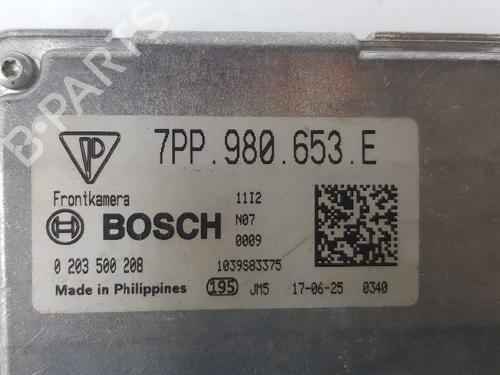 B-PARTS
7PP.980.653.E
Frontkamera
11I2
BOSCH
N07
0009
0 203 500 208
1039S83375
Made in Philippines
195 JM5 17-06-25 0340